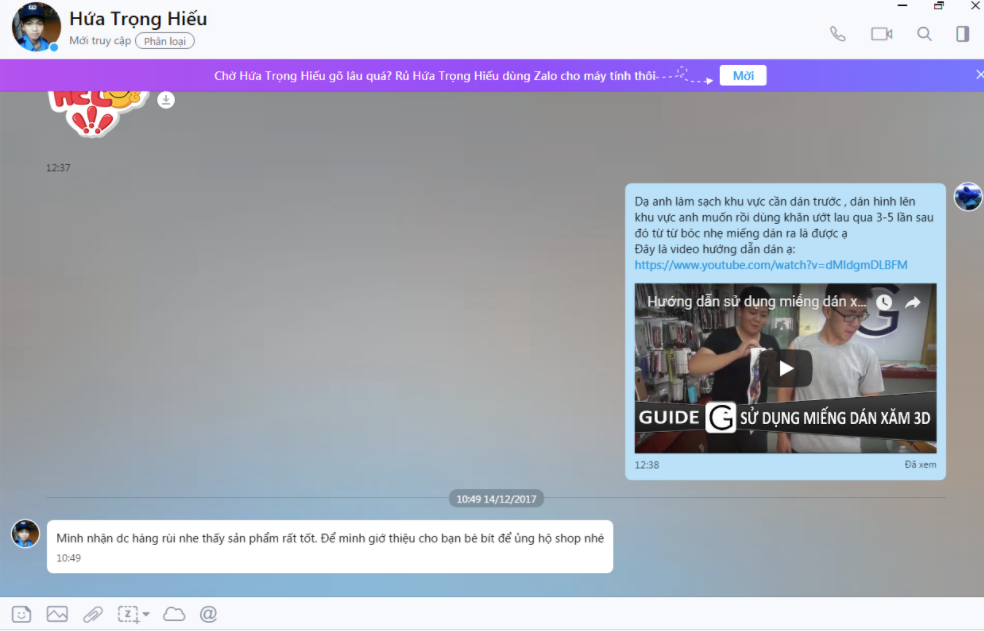 Hứa Trọng Hiếu
Mới truy cập Phân loại
Chờ Hứa Trọng Hiếu gõ lâu quá? Rủ Hứa Trọng Hiếu dùng Zalo cho máy tính thôi Mời
HELO
!!!
12:37
Dạ anh làm sạch khu vực cần dán trước , dán hình lên
khu vực anh muốn rồi dùng khăn ướt lau qua 3-5 lần sau
đó từ từ bóc nhẹ miếng dán ra là được ạ
Đây là video hướng dẫn dán ạ:
https://www.youtube.com/watch?v=dMIdgmDLBFM
Hướng dẫn sử dụng miếng dán x...
G
GUIDE G SỬ DỤNG MIẾNG DÁN XĂM 3D
12:38 Đã xem
10:49 14/12/2017
Mình nhận dc hàng rùi nhe thấy sản phẩm rất tốt. Để mình giớ thiệu cho bạn bè bít để ủng hộ shop nhé
10:49
Z @